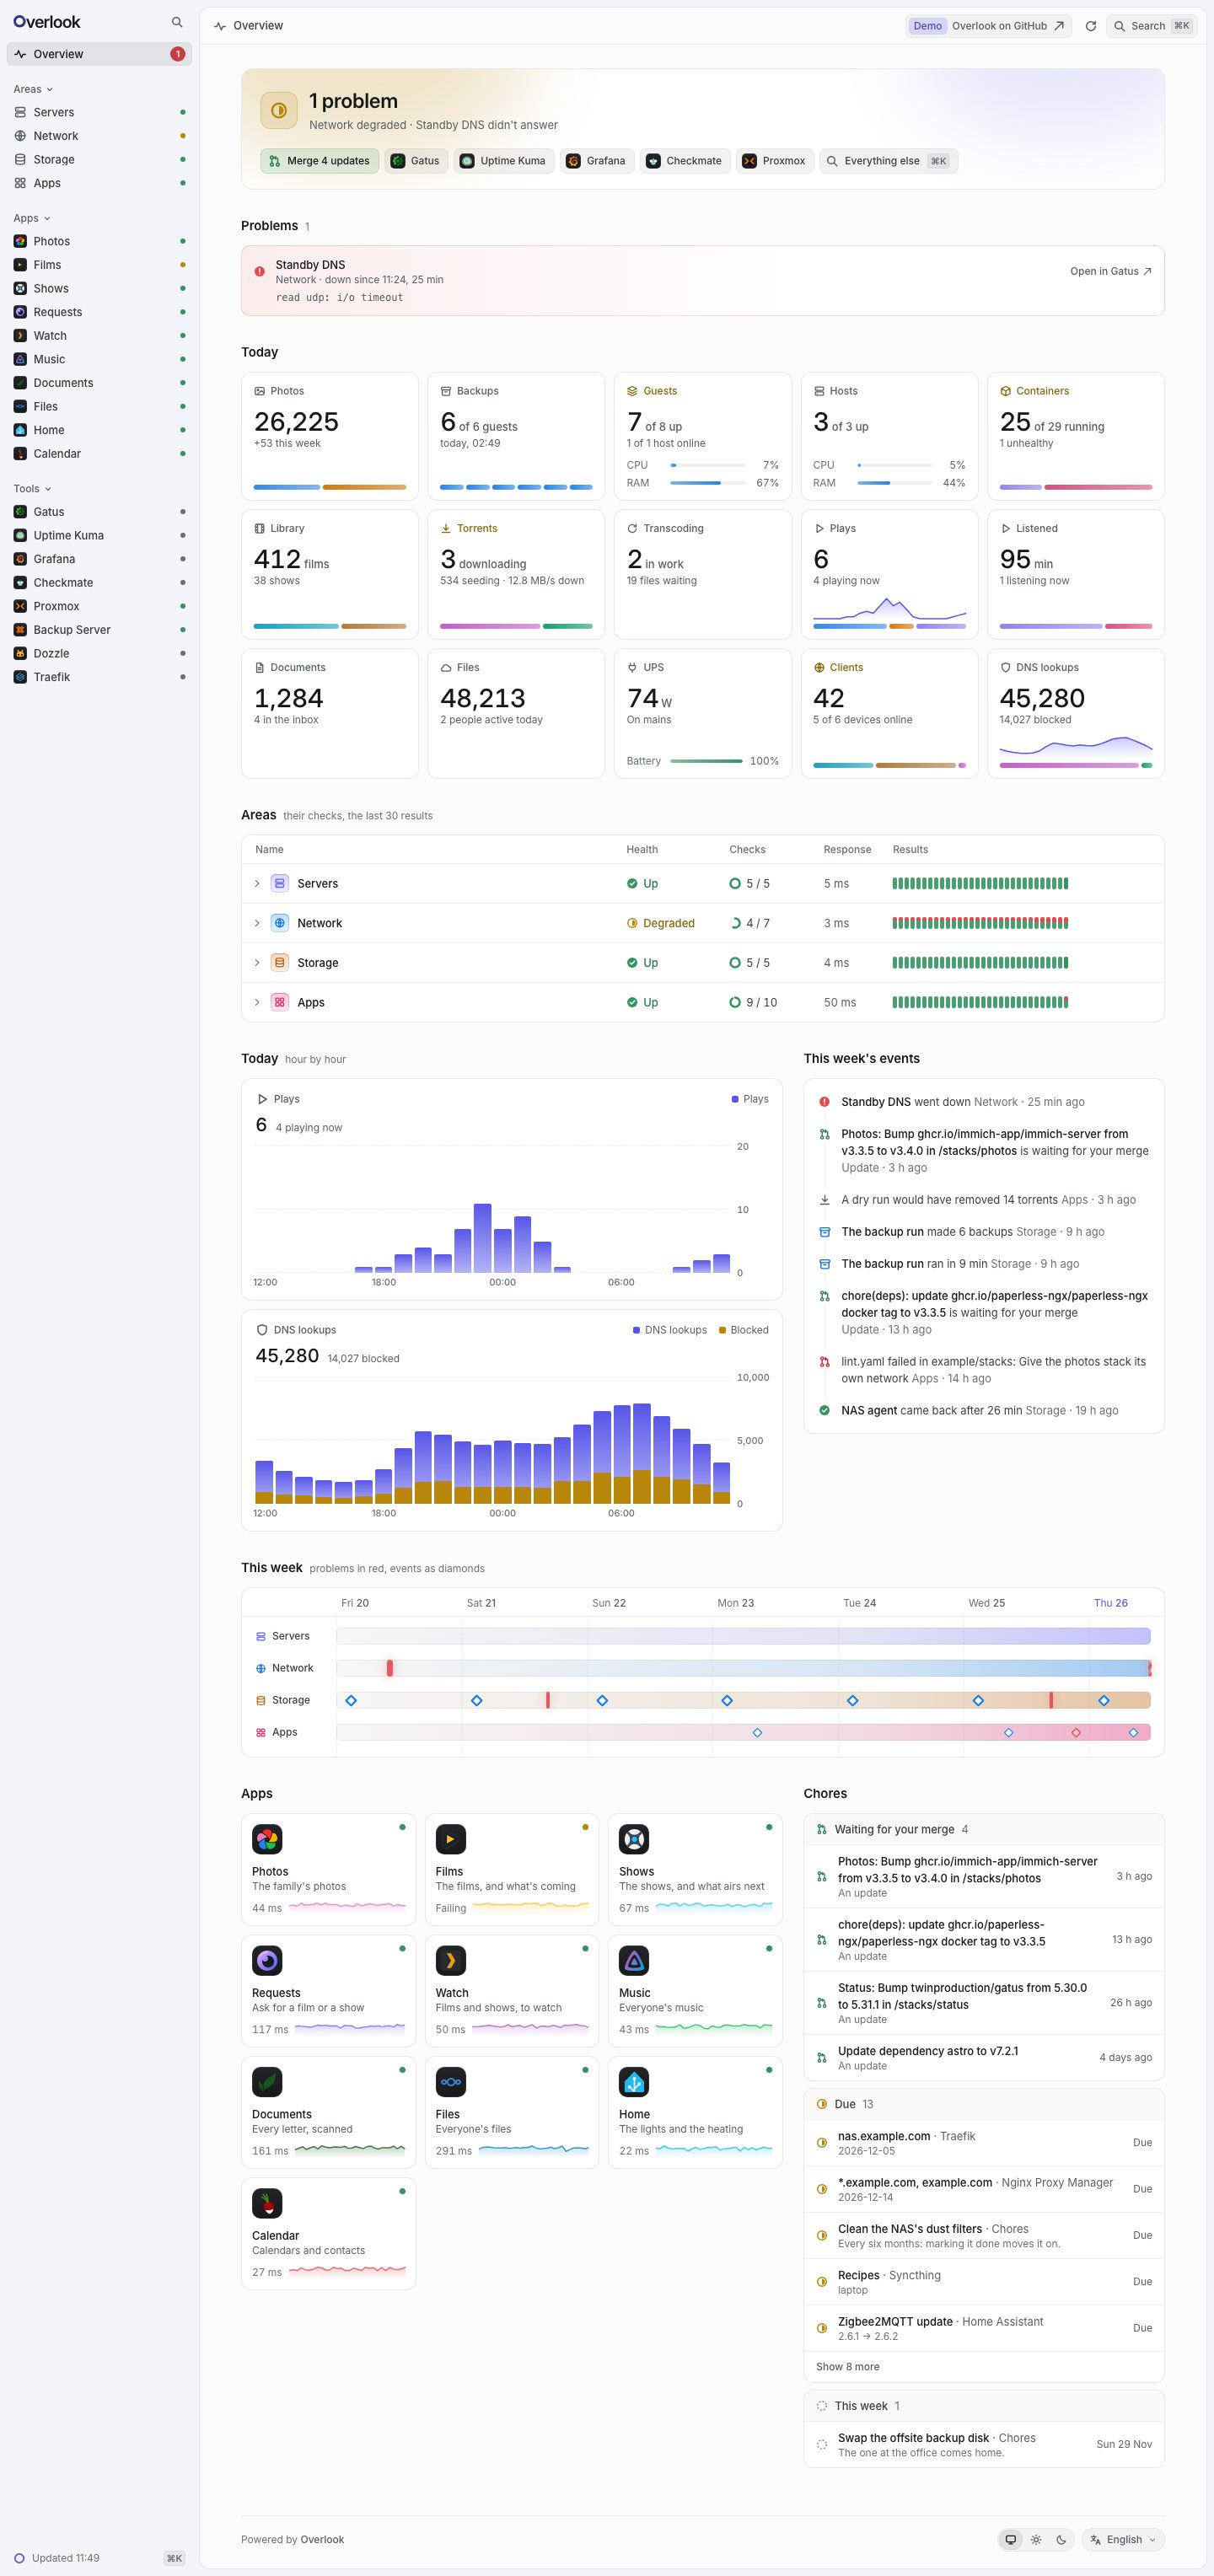 Overlook
Overview
1
Areas
Servers
Network
Storage
Apps
Apps
Photos
Films
Shows
Requests
Watch
Music
Documents
Files
Home
Calendar
Tools
Gatus
Uptime Kuma
Grafana
Checkmate
Proxmox
Backup Server
Dozzle
Traefik
Updated 11:49
⌘K
Overview
Demo Overlook on GitHub
Search ⌘K
1 problem
Network degraded · Standby DNS didn't answer
Merge 4 updates
Gatus
Uptime Kuma
Grafana
Checkmate
Proxmox
Everything else ⌘K
Problems 1
Standby DNS
Network · down since 11:24, 25 min
read udp: i/o timeout
Open in Gatus
Today
Photos
26,225
+53 this week
Backups
6 of 6 guests
today, 02:49
Guests
7 of 8 up
1 of 1 host online
CPU 7%
RAM 67%
Hosts
3 of 3 up
CPU 5%
RAM 44%
Containers
25 of 29 running
1 unhealthy
Library
412 films
38 shows
Torrents
3 downloading
534 seeding · 12.8 MB/s down
Transcoding
2 in work
19 files waiting
Plays
6
4 playing now
Listened
95 min
1 listening now
Documents
1,284
4 in the inbox
Files
48,213
2 people active today
UPS
74 W
On mains
Battery 100%
Clients
42
5 of 6 devices online
DNS lookups
45,280
14,027 blocked
Areas their checks, the last 30 results
Name Health Checks Response Results
Servers Up 5 / 5 5 ms
Network Degraded 4 / 7 3 ms
Storage Up 5 / 5 4 ms
Apps Up 9 / 10 50 ms
Today hour by hour
Plays
Plays
6 4 playing now
20
10
0
12:00 18:00 00:00 06:00
DNS lookups
DNS lookups Blocked
45,280 14,027 blocked
10,000
5,000
0
12:00 18:00 00:00 06:00
This week's events
Standby DNS went down Network · 25 min ago
Photos: Bump ghcr.io/immich-app/immich-server from
v3.3.5 to v3.4.0 in /stacks/photos is waiting for your merge
Update · 3 h ago
A dry run would have removed 14 torrents Apps · 3 h ago
The backup run made 6 backups Storage · 9 h ago
The backup run ran in 9 min Storage · 9 h ago
chore(deps): update ghcr.io/paperless-ngx/paperless-ngx
docker tag to v3.3.5 is waiting for your merge
Update · 13 h ago
lint.yaml failed in example/stacks: Give the photos stack its
own network Apps · 14 h ago
NAS agent came back after 26 min Storage · 19 h ago
This week problems in red, events as diamonds
Fri 20 Sat 21 Sun 22 Mon 23 Tue 24 Wed 25 Thu 26
Servers
Network
Storage
Apps
Apps
Photos
The family's photos
44 ms
Films
The films, and what's coming
Failing
Shows
The shows, and what airs next
67 ms
Requests
Ask for a film or a show
117 ms
Watch
Films and shows, to watch
50 ms
Music
Everyone's music
43 ms
Documents
Every letter, scanned
161 ms
Files
Everyone's files
291 ms
Home
The lights and the heating
22 ms
Calendar
Calendars and contacts
27 ms
Chores
Waiting for your merge 4
Photos: Bump ghcr.io/immich-app/immich-server
from v3.3.5 to v3.4.0 in /stacks/photos
An update
3 h ago
chore(deps): update ghcr.io/paperless-
ngx/paperless-ngx docker tag to v3.3.5
An update
13 h ago
Status: Bump twinproduction/gatus from 5.30.0
to 5.31.1 in /stacks/status
An update
26 h ago
Update dependency astro to v7.2.1
An update
4 days ago
Due 13
nas.example.com · Traefik
2026-12-05
Due
*.example.com, example.com · Nginx Proxy Manager
2026-12-14
Due
Clean the NAS's dust filters · Chores
Every six months: marking it done moves it on.
Due
Recipes · Syncthing
laptop
Due
Zigbee2MQTT update · Home Assistant
2.6.1 → 2.6.2
Due
Show 8 more
This week 1
Swap the offsite backup disk · Chores
The one at the office comes home.
Sun 29 Nov
Powered by Overlook
English